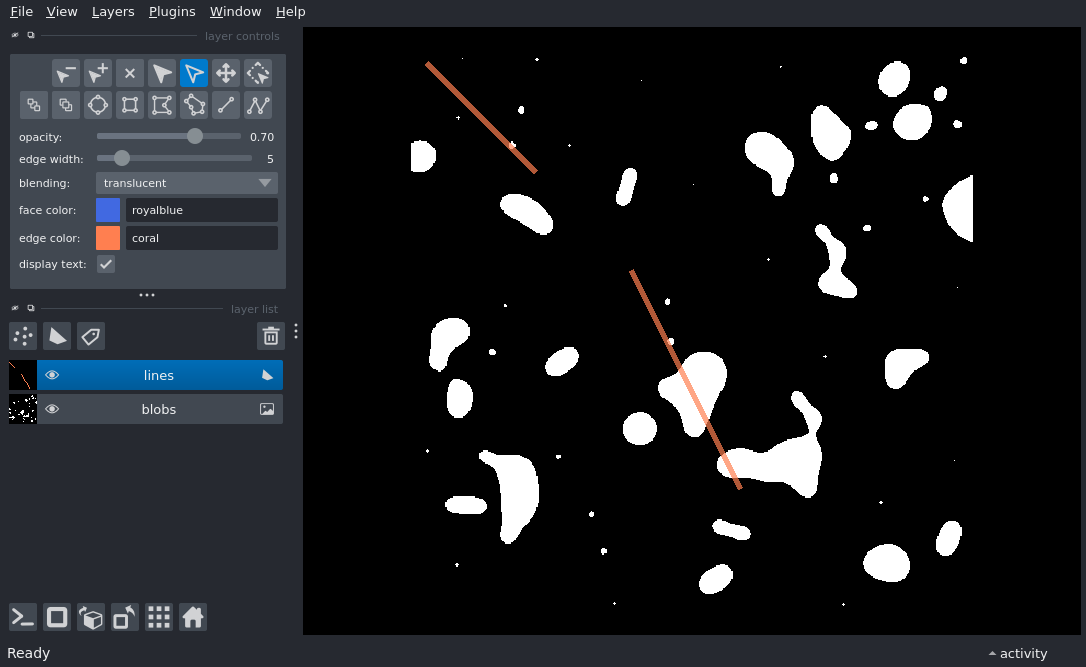 File View Layers Plugins Window Help
layer controls
opacity: 0.70
edge width: 5
blending: translucent
face color: royalblue
edge color: coral
display text:
layer list
lines
blobs
Ready
activity